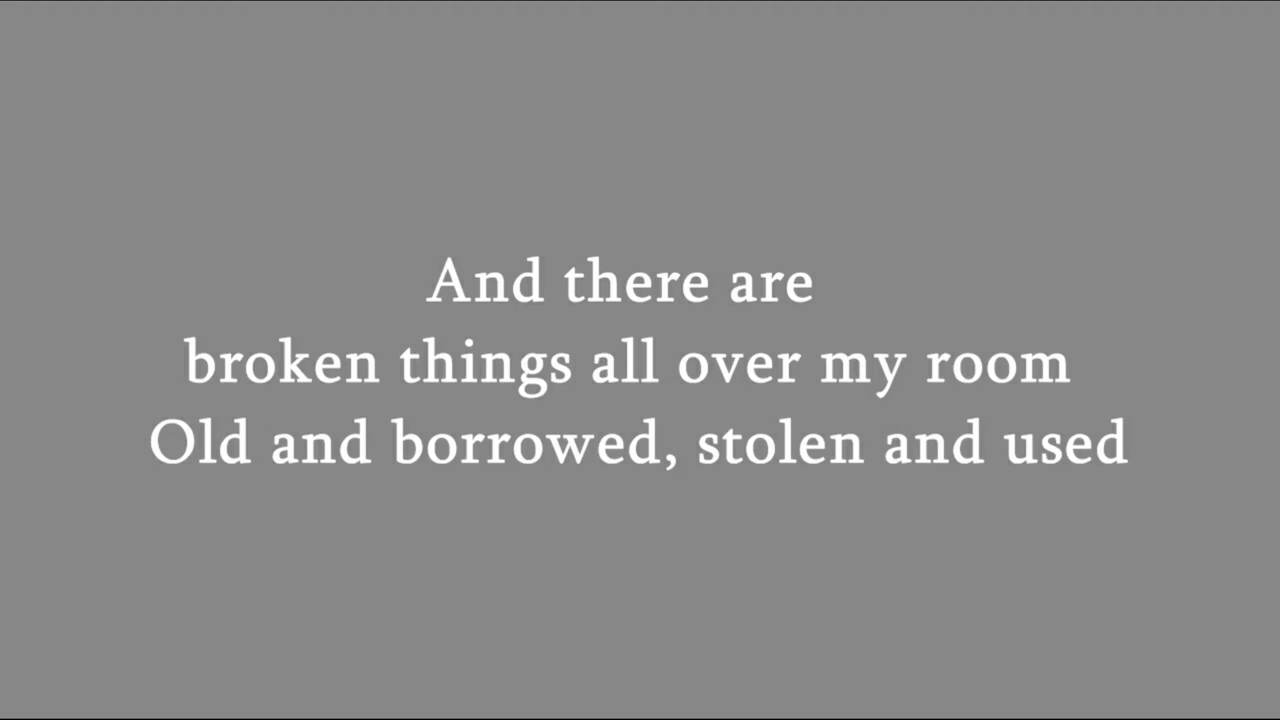 And there are
broken things all over my room
Old and borrowed, stolen and used